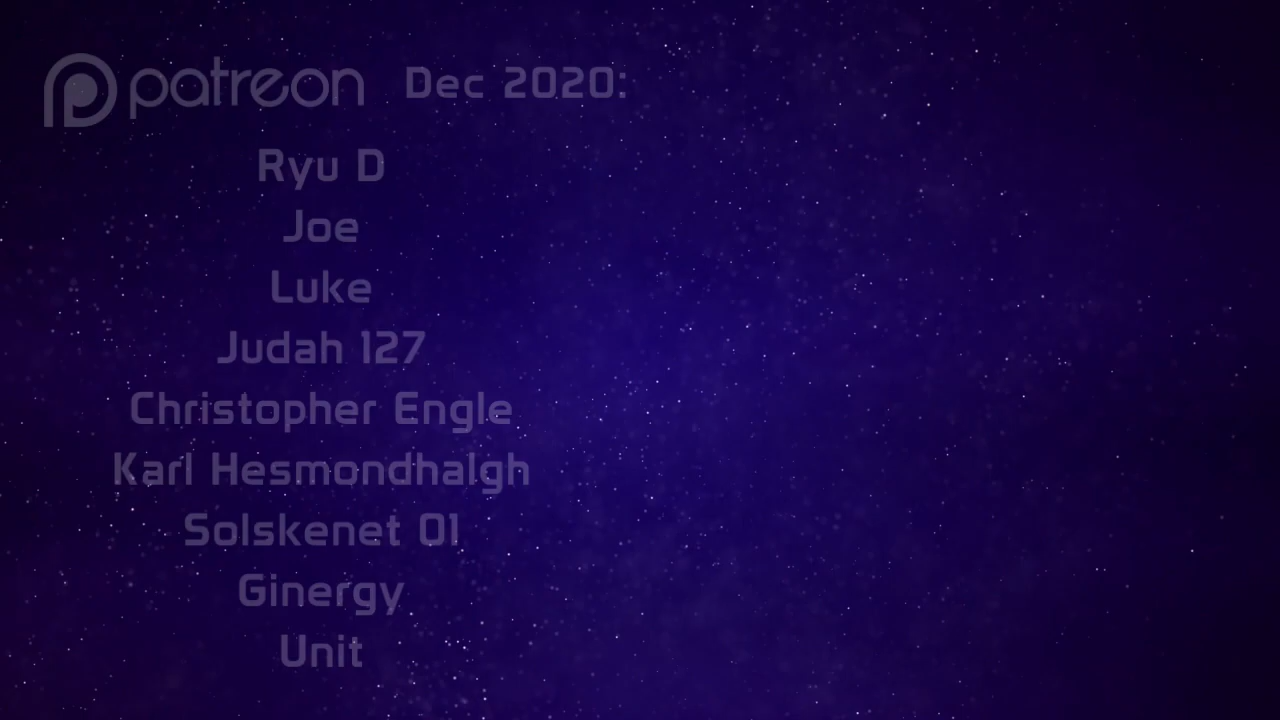 patreon Dec 2020:
Ryu D
Joe
Luke
Judah 127
Christopher Engle
Karl Hesmondhalgh
Solskenet 01
Ginergy
Unit